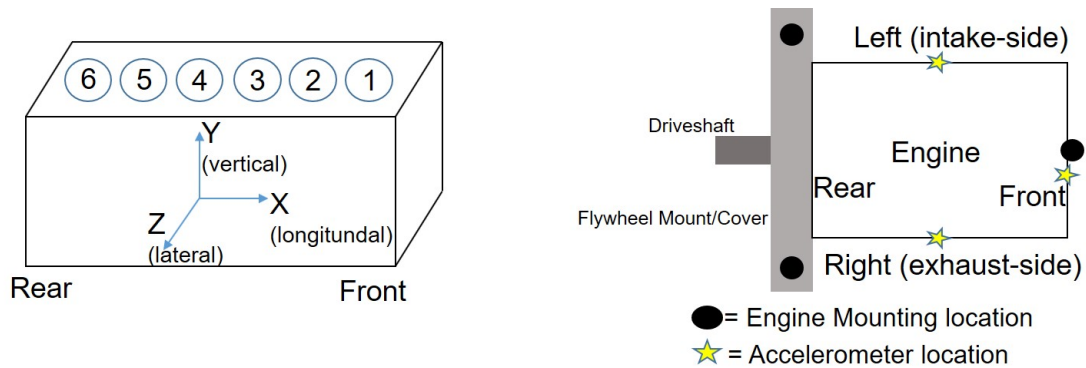 6 5 4 3 2 1
Y
(vertical)
X
(longitundal)
Z
(lateral)
Rear
Front
Left (intake-side)
Driveshaft
Engine
Rear
Front
Flywheel Mount/Cover
Right (exhaust-side)
= Engine Mounting location
= Accelerometer location